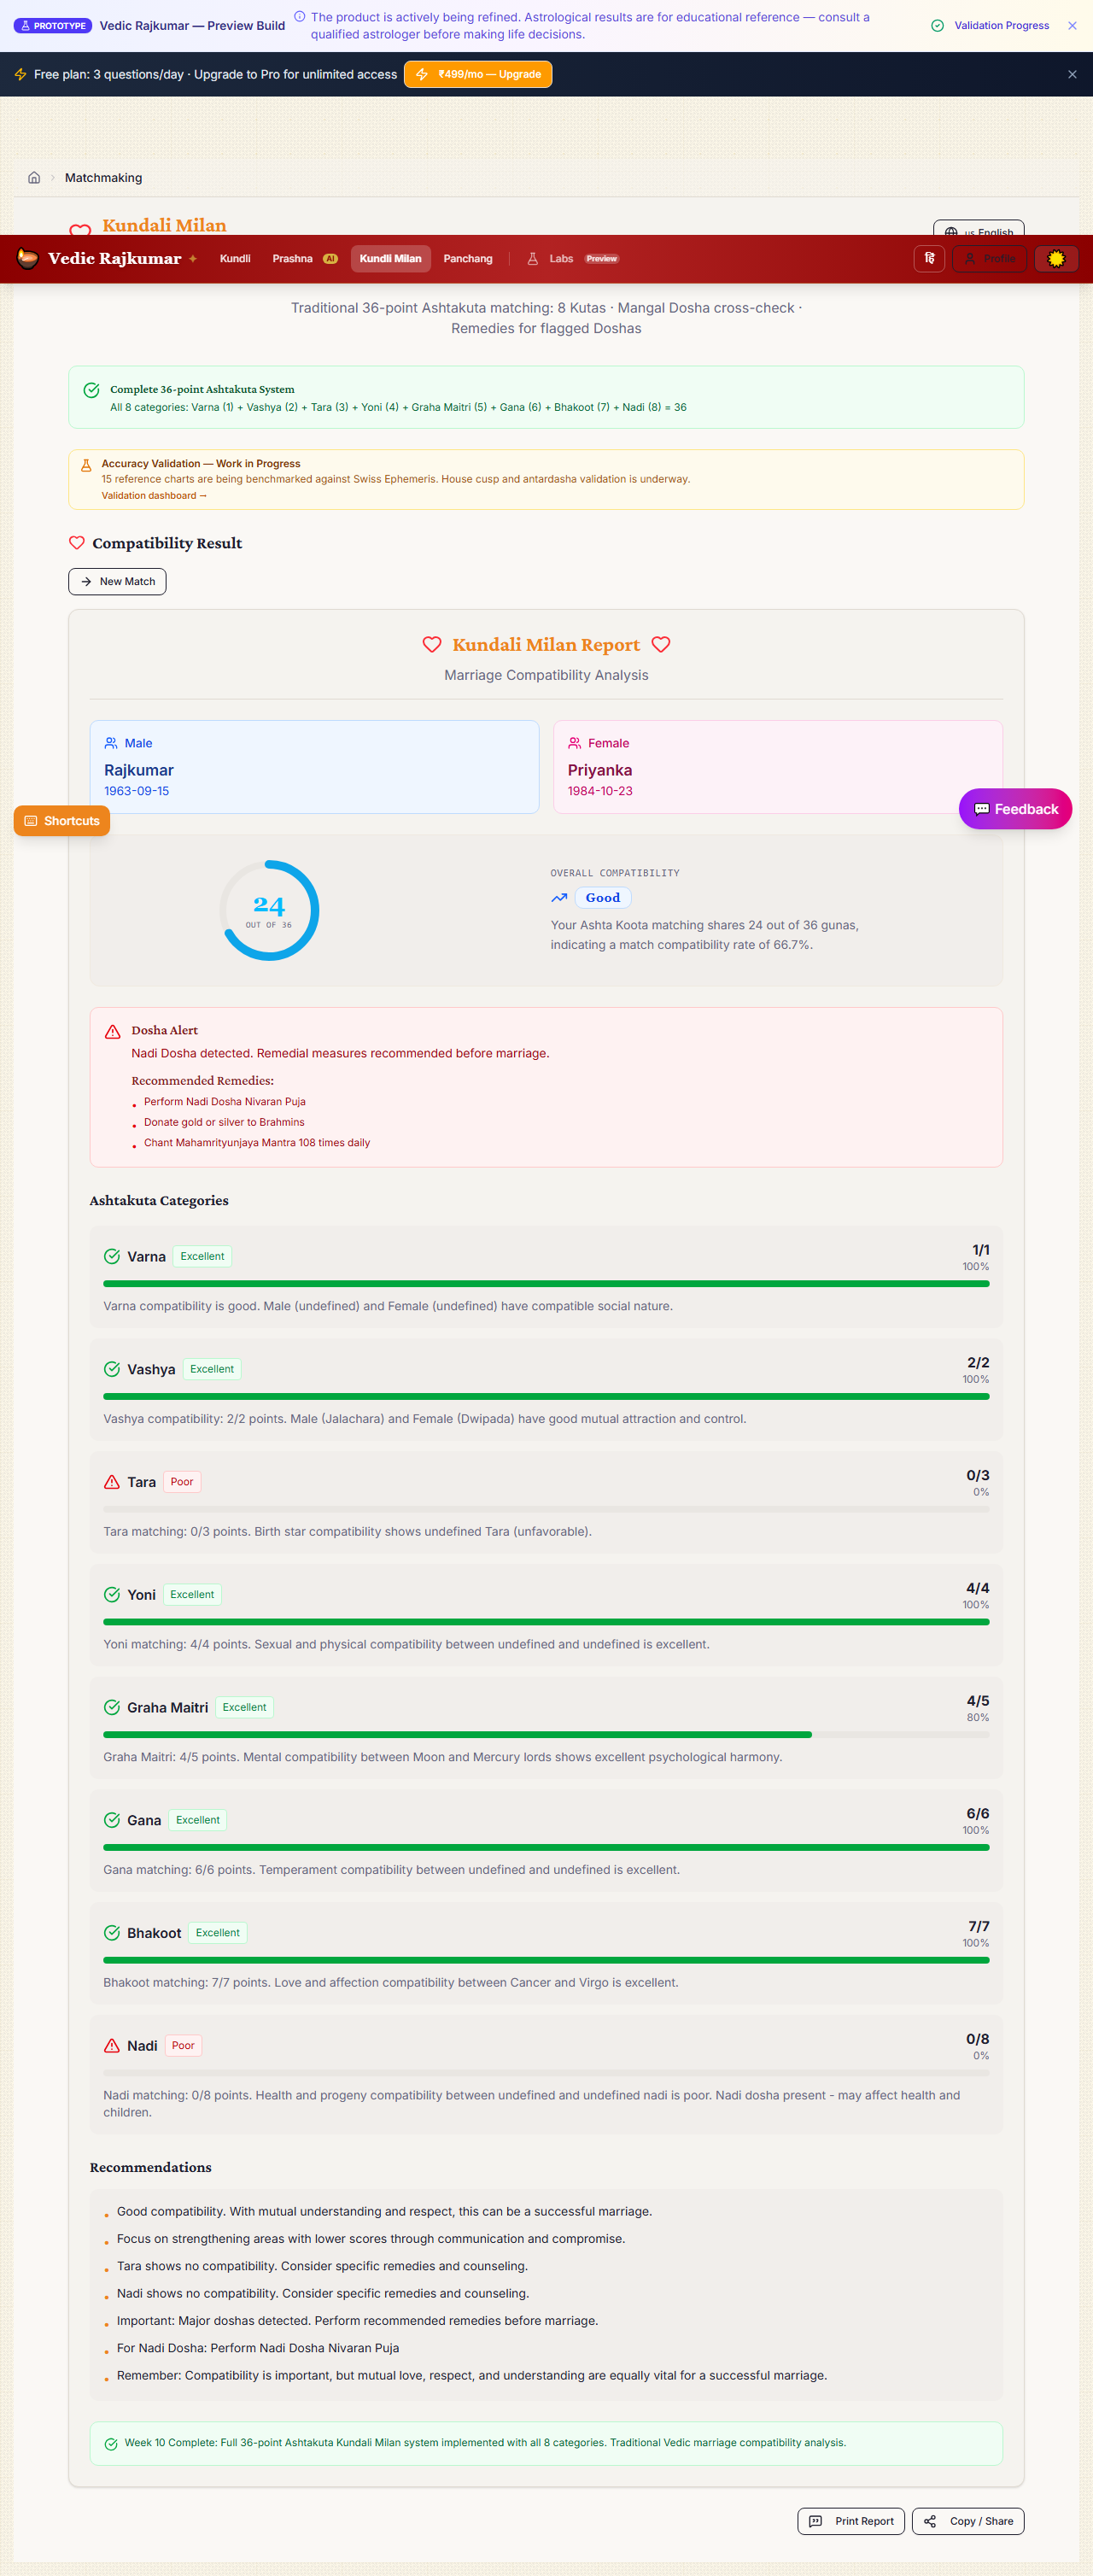 PROTOTYPE
Vedic Rajkumar — Preview Build
The product is actively being refined. Astrological results are for educational reference — consult a
qualified astrologer before making life decisions.
Validation Progress
Free plan: 3 questions/day · Upgrade to Pro for unlimited access
₹499/mo — Upgrade
Matchmaking
Kundali Milan
us English
Vedic Rajkumar
Kundli
Prashna AI
Kundli Milan
Panchang
Labs Preview
हिं
Profile
Traditional 36-point Ashtakuta matching: 8 Kutas · Mangal Dosha cross-check ·
Remedies for flagged Doshas
Complete 36-point Ashtakuta System
All 8 categories: Varna (1) + Vashya (2) + Tara (3) + Yoni (4) + Graha Maitri (5) + Gana (6) + Bhakoot (7) + Nadi (8) = 36
Accuracy Validation — Work in Progress
15 reference charts are being benchmarked against Swiss Ephemeris. House cusp and antardasha validation is underway.
Validation dashboard →
Compatibility Result
New Match
Kundali Milan Report
Marriage Compatibility Analysis
Male
Rajkumar
1963-09-15
Female
Priyanka
1984-10-23
Shortcuts
Feedback
24
OUT OF 36
OVERALL COMPATIBILITY
Good
Your Ashta Koota matching shares 24 out of 36 gunas,
indicating a match compatibility rate of 66.7%.
Dosha Alert
Nadi Dosha detected. Remedial measures recommended before marriage.
Recommended Remedies:
• Perform Nadi Dosha Nivaran Puja
• Donate gold or silver to Brahmins
• Chant Mahamrityunjaya Mantra 108 times daily
Ashtakuta Categories
Varna Excellent
1/1
100%
Varna compatibility is good. Male (undefined) and Female (undefined) have compatible social nature.
Vashya Excellent
2/2
100%
Vashya compatibility: 2/2 points. Male (Jalachara) and Female (Dwipada) have good mutual attraction and control.
Tara Poor
0/3
0%
Tara matching: 0/3 points. Birth star compatibility shows undefined Tara (unfavorable).
Yoni Excellent
4/4
100%
Yoni matching: 4/4 points. Sexual and physical compatibility between undefined and undefined is excellent.
Graha Maitri Excellent
4/5
80%
Graha Maitri: 4/5 points. Mental compatibility between Moon and Mercury lords shows excellent psychological harmony.
Gana Excellent
6/6
100%
Gana matching: 6/6 points. Temperament compatibility between undefined and undefined is excellent.
Bhakoot Excellent
7/7
100%
Bhakoot matching: 7/7 points. Love and affection compatibility between Cancer and Virgo is excellent.
Nadi Poor
0/8
0%
Nadi matching: 0/8 points. Health and progeny compatibility between undefined and undefined nadi is poor. Nadi dosha present - may affect health and
children.
Recommendations
• Good compatibility. With mutual understanding and respect, this can be a successful marriage.
• Focus on strengthening areas with lower scores through communication and compromise.
• Tara shows no compatibility. Consider specific remedies and counseling.
• Nadi shows no compatibility. Consider specific remedies and counseling.
• Important: Major doshas detected. Perform recommended remedies before marriage.
• For Nadi Dosha: Perform Nadi Dosha Nivaran Puja
• Remember: Compatibility is important, but mutual love, respect, and understanding are equally vital for a successful marriage.
Week 10 Complete: Full 36-point Ashtakuta Kundali Milan system implemented with all 8 categories. Traditional Vedic marriage compatibility analysis.
Print Report
Copy / Share